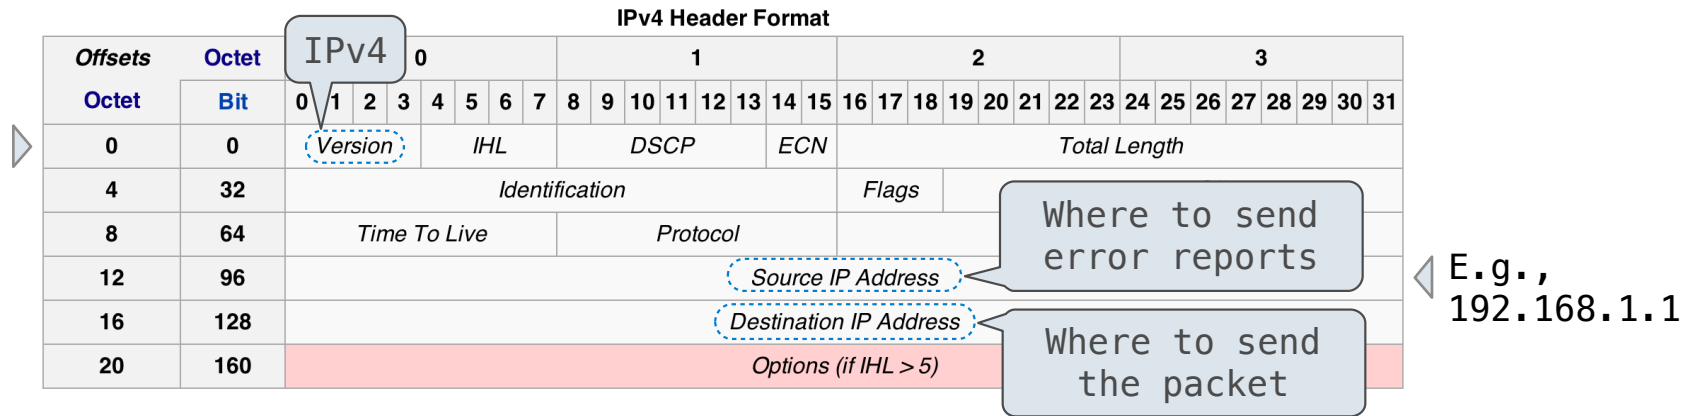 IPv4 Header Format
Offsets Octet 0 1 2 3
IPv4
Octet Bit 0 1 2 3 4 5 6 7 8 9 10 11 12 13 14 15 16 17 18 19 20 21 22 23 24 25 26 27 28 29 30 31
0 0 Version IHL DSCP ECN Total Length
4 32 Identification Flags
8 64 Time To Live Protocol
Where to send
error reports
12 96 Source IP Address
E.g.,
192.168.1.1
16 128 Destination IP Address
Where to send
the packet
20 160 Options (if IHL > 5)